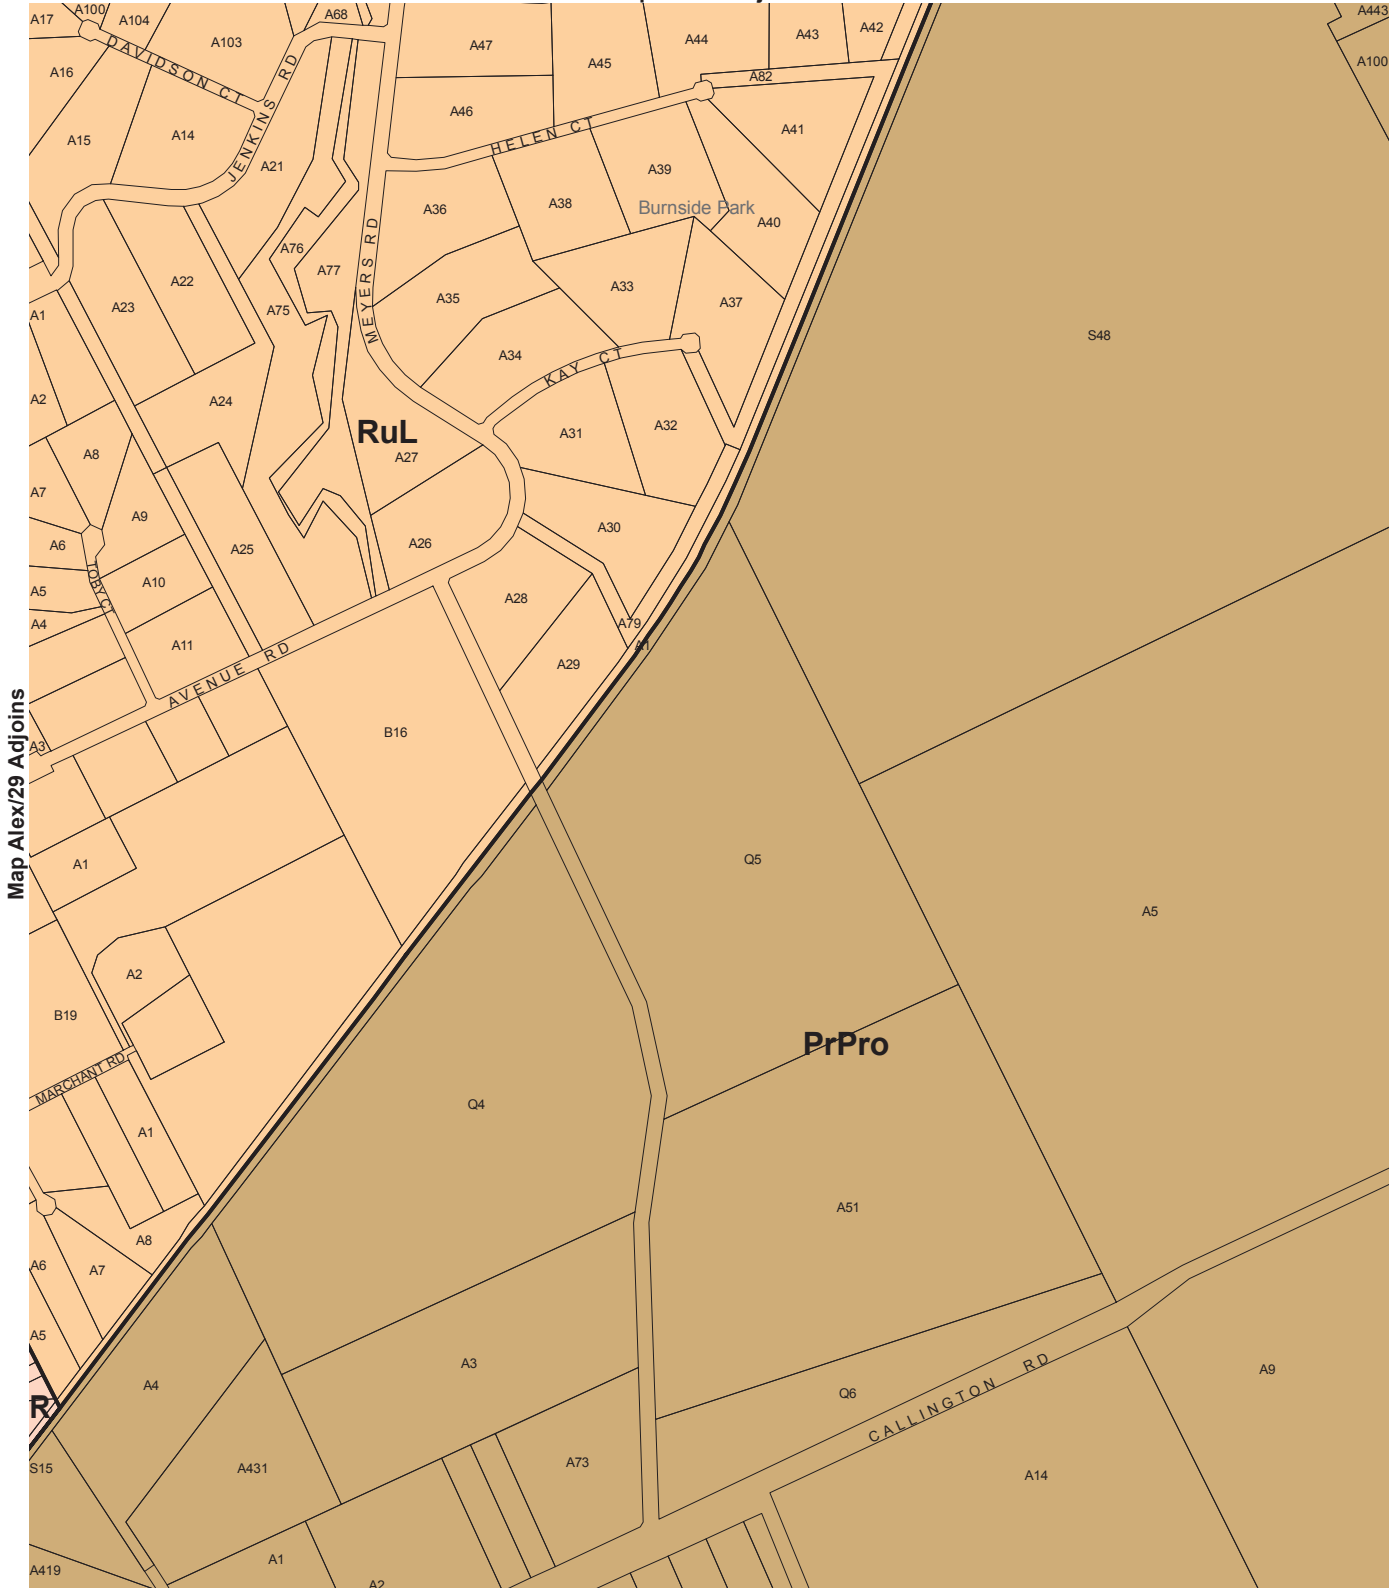 A17
A100
A104
A68
A103
A16
DAVIDSON CT
JENKINS RD
A15
A14
A21
A47
A45
A44
A43
A42
A443
A100
A82
A46
HELEN CT
A41
A39
A38
A36
Burnside Park
A40
A76
A77
MEYERS RD
A22
A23
A75
A35
A33
A37
A1
A34
KAY CT
S48
A2
A24
RuL
A31
A32
A8
A27
A7
A9
A30
A6
A25
A26
TOBY CT
A10
A5
A28
A4
A79
A11
A1
AVENUE RD
A29
Map Alex/29 Adjoins
A3
B16
A1
Q5
A5
A2
B19
PrPro
MARCHANT RD
Q4
A1
A51
A8
A6
A7
A5
A3
RD
A9
A4
Q6
CALLINGTON
R
S15
A431
A73
A14
A1
A419
A2